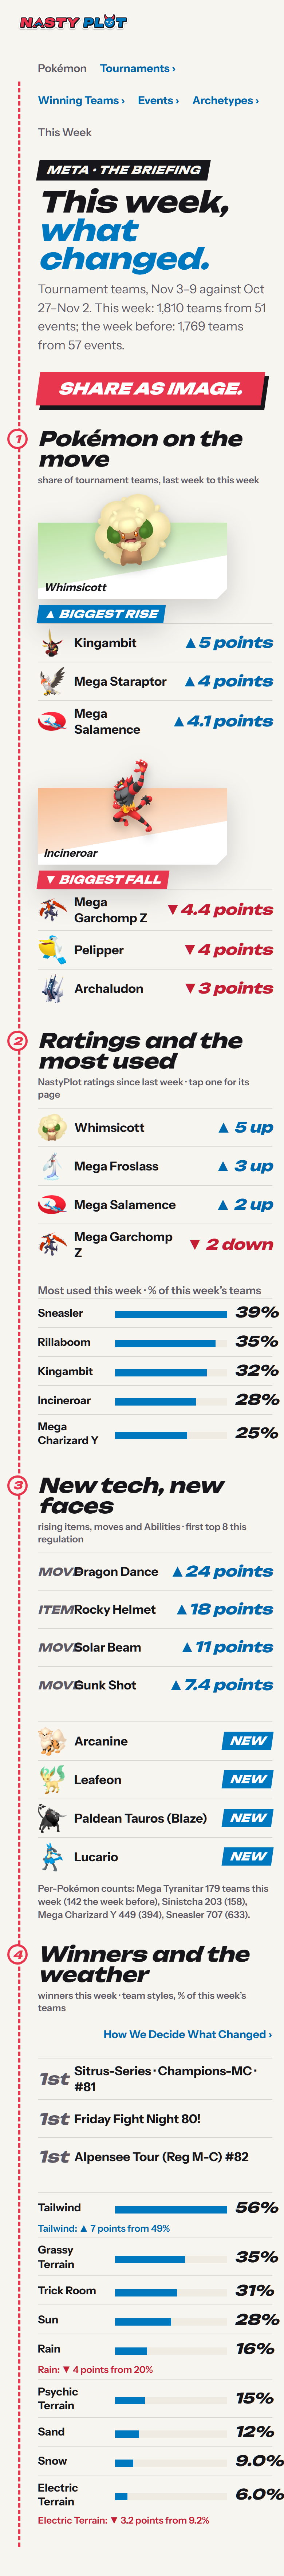 NASTY PLOT
Pokémon Tournaments ›
Winning Teams › Events › Archetypes ›
This Week
META · THE BRIEFING
This week,
what
changed.
Tournament teams, Nov 3–9 against Oct
27–Nov 2. This week: 1,810 teams from 51
events; the week before: 1,769 teams
from 57 events.
SHARE AS IMAGE.
1
Pokémon on the
move
share of tournament teams, last week to this week
Whimsicott
▲ BIGGEST RISE
Kingambit ▲5 points
Mega Staraptor ▲4 points
Mega
Salamence ▲4.1 points
Incineroar
▼ BIGGEST FALL
Mega
Garchomp Z ▼4.4 points
Pelipper ▼4 points
Archaludon ▼3 points
2
Ratings and the
most used
NastyPlot ratings since last week · tap one for its
page
Whimsicott ▲ 5 up
Mega Froslass ▲ 3 up
Mega Salamence ▲ 2 up
Mega Garchomp
Z ▼ 2 down
Most used this week · % of this week's teams
Sneasler 39%
Rillaboom 35%
Kingambit 32%
Incineroar 28%
Mega
Charizard Y 25%
3
New tech, new
faces
rising items, moves and Abilities · first top 8 this
regulation
MOVE Dragon Dance ▲24 points
ITEM Rocky Helmet ▲18 points
MOVE Solar Beam ▲11 points
MOVE Gunk Shot ▲7.4 points
Arcanine NEW
Leafeon NEW
Paldean Tauros (Blaze) NEW
Lucario NEW
Per-Pokémon counts: Mega Tyranitar 179 teams this
week (142 the week before), Sinistcha 203 (158),
Mega Charizard Y 449 (394), Sneasler 707 (633).
4
Winners and the
weather
winners this week · team styles, % of this week's
teams
How We Decide What Changed ›
1st Sitrus-Series · Champions-MC ·
#81
1st Friday Fight Night 80!
1st Alpensee Tour (Reg M-C) #82
Tailwind 56%
Tailwind: ▲ 7 points from 49%
Grassy
Terrain 35%
Trick Room 31%
Sun 28%
Rain 16%
Rain: ▼ 4 points from 20%
Psychic
Terrain 15%
Sand 12%
Snow 9.0%
Electric
Terrain 6.0%
Electric Terrain: ▼ 3.2 points from 9.2%